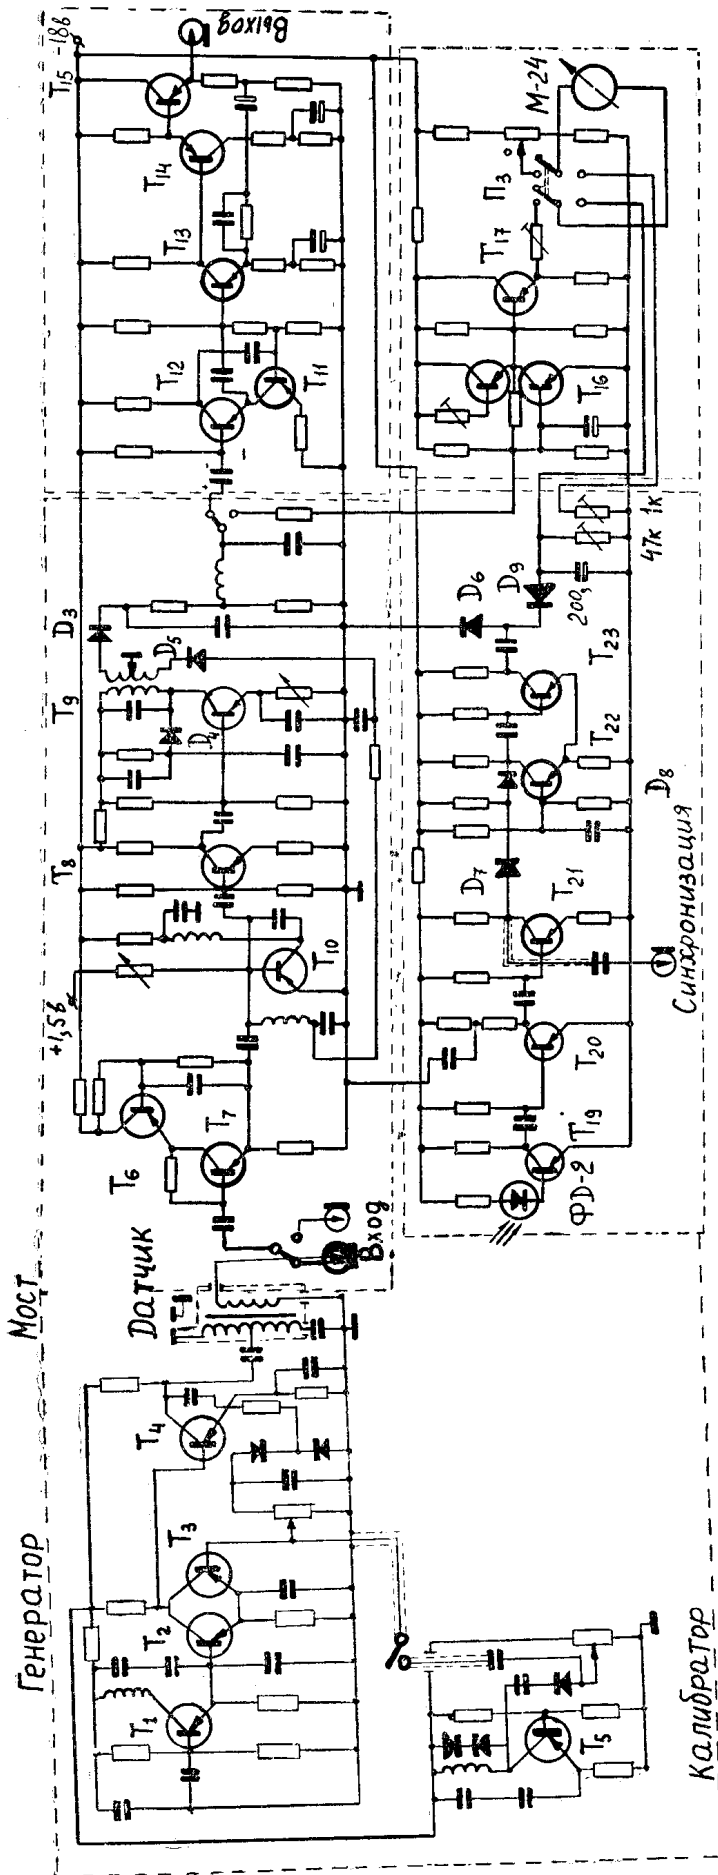 Генератор
Мост
Калибратор
Датчик
Вход
Выход
-18в
+1,5в
T1
T2
T3
T4
T5
T6
T7
T8
T9
T10
T11
T12
T13
T14
T15
T16
T17
T19
T20
T21
T22
T23
D3
D4
D5
D6
D7
D8
D9
П3
М-24
ФД-2
Синхронизация
200,
47к
1к